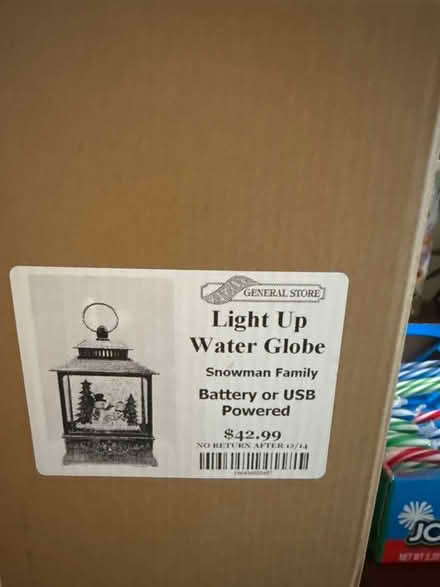 GENERAL STORE
Light Up
Water Globe
Snowman Family
Battery or USB
Powered
$42.99
NO RETURN AFTER 12/14
JO